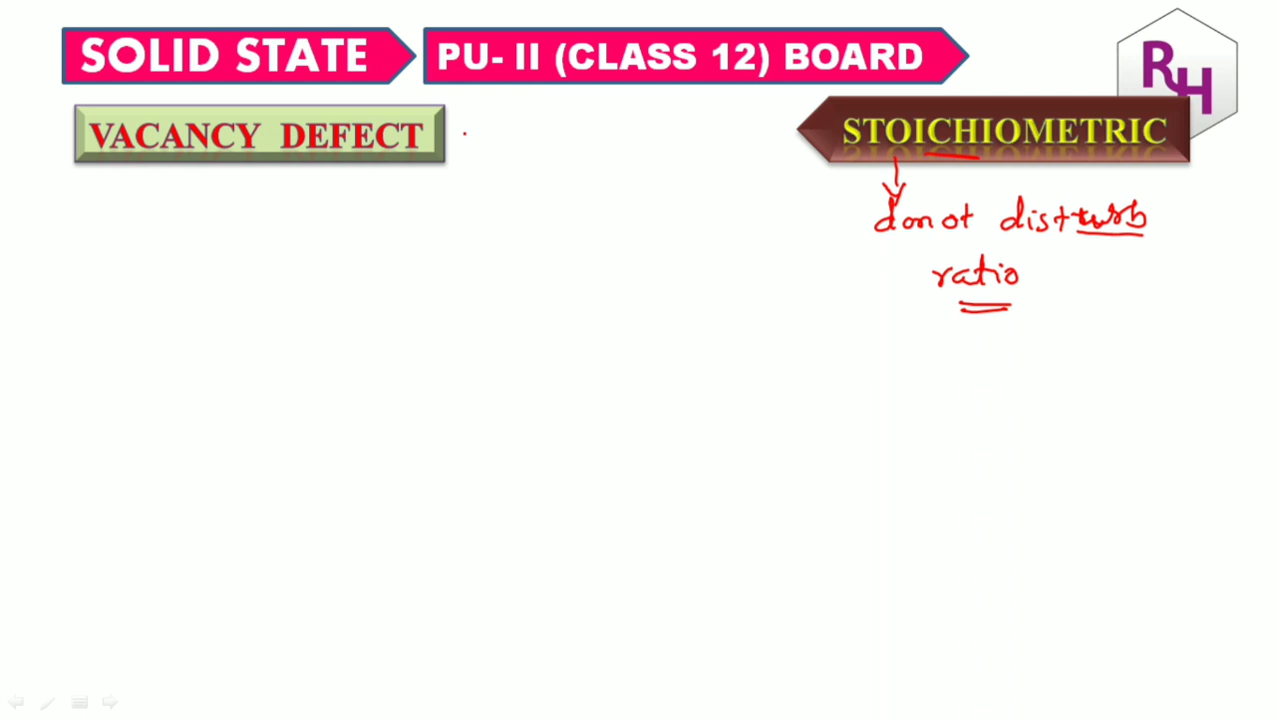 SOLID STATE
PU- II (CLASS 12) BOARD
RH
VACANCY DEFECT
STOICHIOMETRIC
donot disturb
ratio